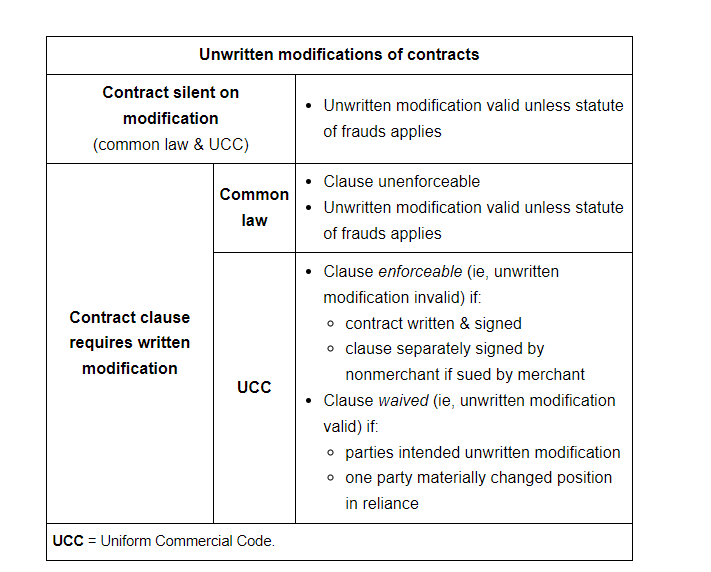 Unwritten modifications of contracts
Contract silent on
modification
(common law & UCC)
• Unwritten modification valid unless statute
of frauds applies
Contract clause
requires written
modification
Common
law
• Clause unenforceable
• Unwritten modification valid unless statute
of frauds applies
UCC
• Clause enforceable (ie, unwritten
modification invalid) if:
◦ contract written & signed
◦ clause separately signed by
nonmerchant if sued by merchant
• Clause waived (ie, unwritten modification
valid) if:
◦ parties intended unwritten modification
◦ one party materially changed position
in reliance
UCC = Uniform Commercial Code.